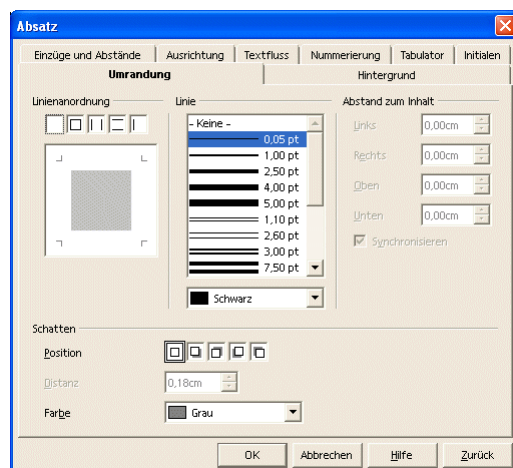 Absatz
Einzüge und Abstände Ausrichtung Textfluss Nummerierung Tabulator Initialen
Umrandung Hintergrund
Linienanordnung Linie Abstand zum Inhalt
- Keine -
0,05 pt
1,00 pt
2,50 pt
4,00 pt
5,00 pt
1,10 pt
2,60 pt
3,00 pt
7,50 pt
Schwarz
Links 0,00cm
Rechts 0,00cm
Oben 0,00cm
Unten 0,00cm
Synchronisieren
Schatten
Position
Distanz 0,18cm
Farbe Grau
OK Abbrechen Hilfe Zurück